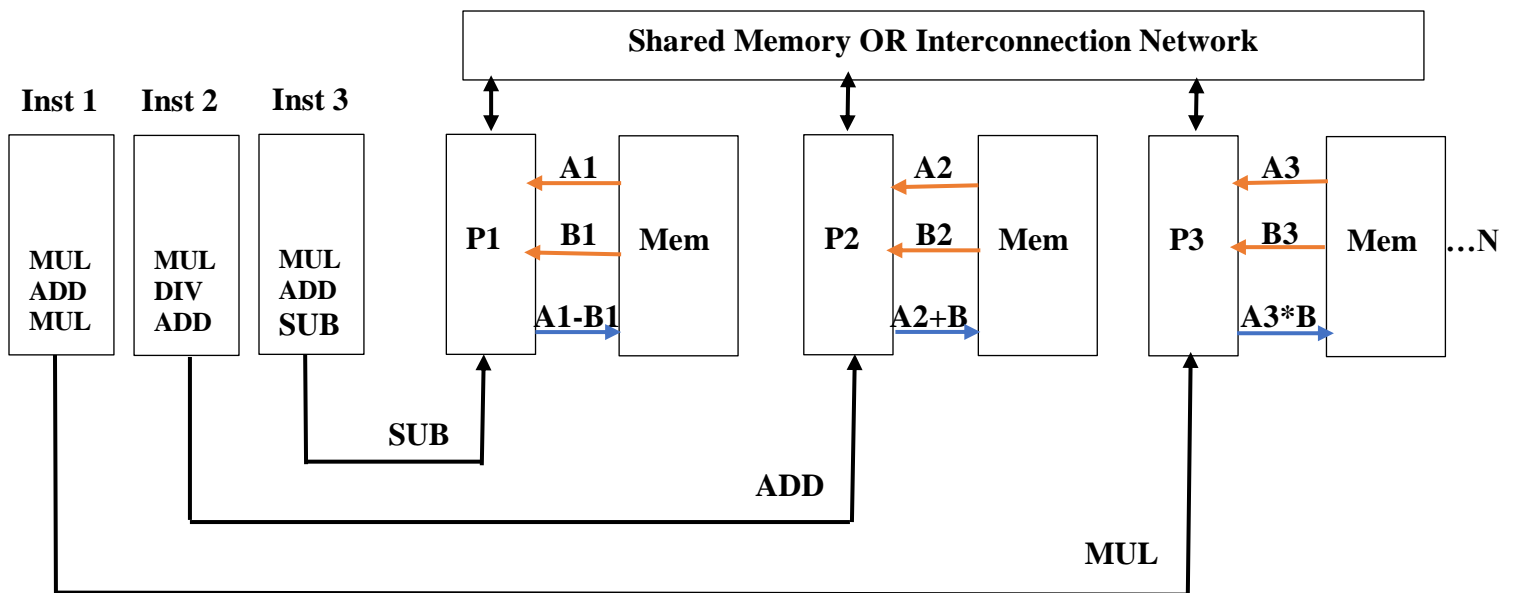 Shared Memory OR Interconnection Network
Inst 1
Inst 2
Inst 3
MUL
ADD
MUL
MUL
DIV
ADD
MUL
ADD
SUB
P1
A1
B1
A1-B1
Mem
P2
A2
B2
A2+B
Mem
P3
A3
B3
A3*B
Mem
...N
SUB
ADD
MUL